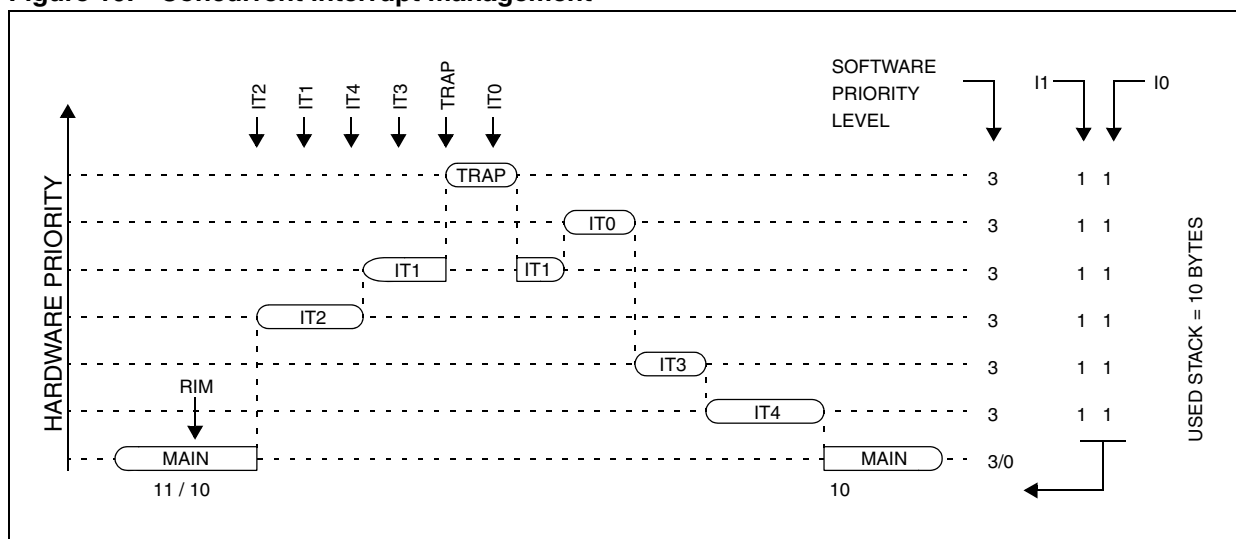 Concurrent interrupt management
IT2
IT1
IT4
IT3
TRAP
IT0
SOFTWARE
PRIORITY
LEVEL
I1
I0
HARDWARE PRIORITY
TRAP
3
1 1
IT0
3
1 1
IT1
IT1
3
1 1
IT2
3
1 1
IT3
3
1 1
RIM
IT4
3
1 1
MAIN
MAIN
3/0
11 / 10
10
USED STACK = 10 BYTES